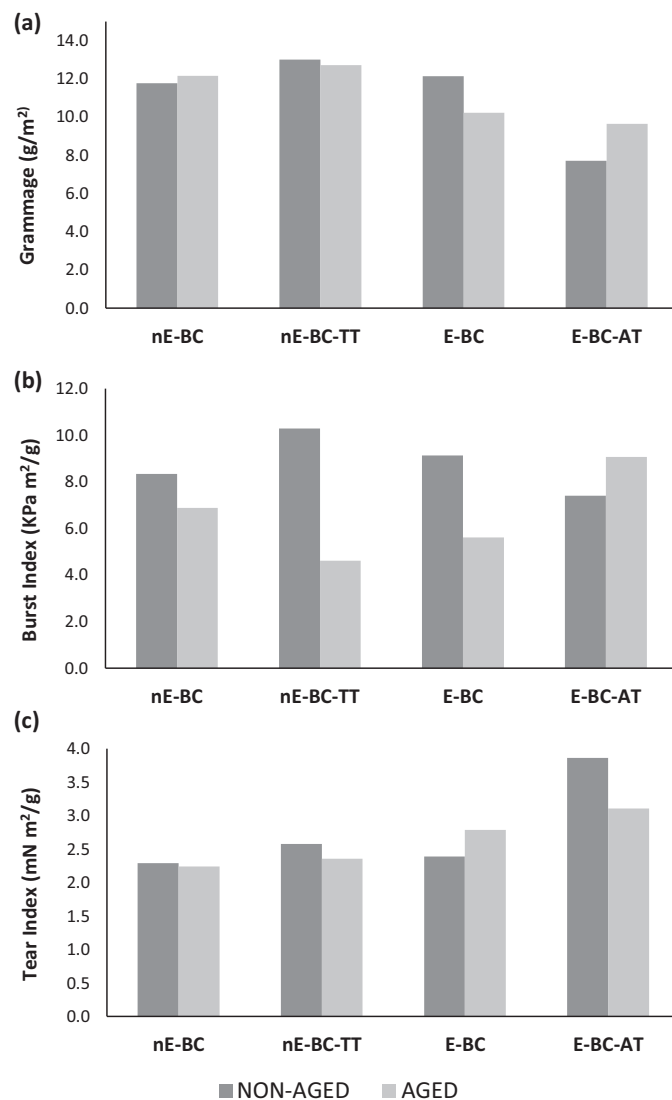 (a)
Grammage (g/m²⁾
14.0
12.0
10.0
8.0
6.0
4.0
2.0
0.0
nE-BC nE-BC-TT E-BC E-BC-AT
(b)
Burst Index (KPa m²/g)
12.0
10.0
8.0
6.0
4.0
2.0
0.0
nE-BC nE-BC-TT E-BC E-BC-AT
(c)
Tear Index (mN m²/g)
4.0
3.5
3.0
2.5
2.0
1.5
1.0
0.5
0.0
nE-BC nE-BC-TT E-BC E-BC-AT
NON-AGED AGED